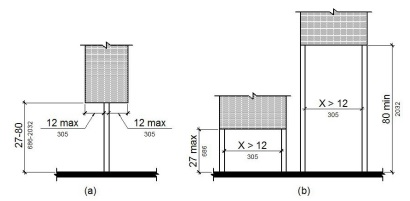 12 max
305
12 max
305
27-80
686-2032
(a)
X > 12
305
27 max
686
X > 12
305
80 min
2032
(b)